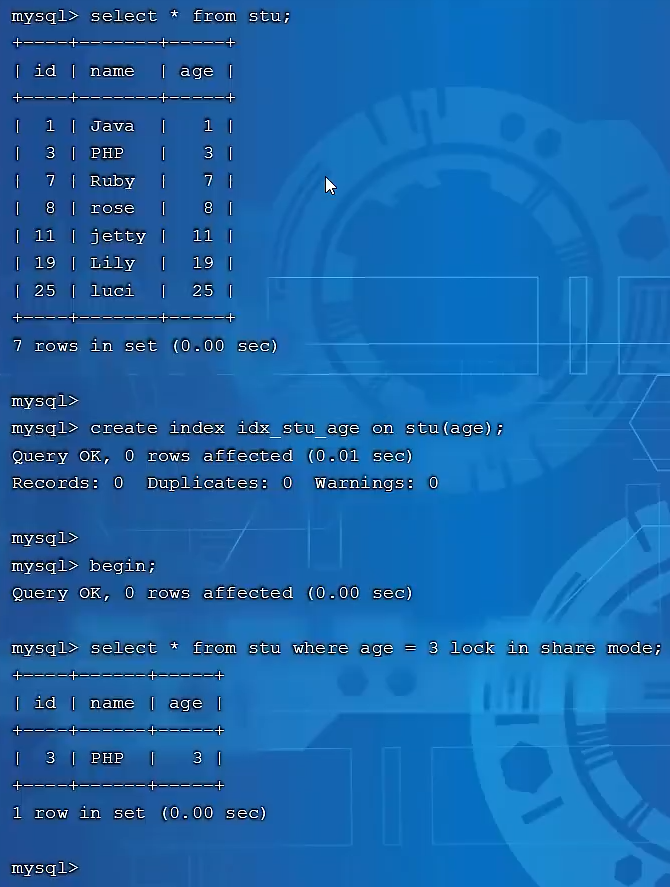 mysql> select * from stu;
+----+-------+-----+
| id | name  | age |
+----+-------+-----+
|  1 | Java  |   1 |
|  3 | PHP   |   3 |
|  7 | Ruby  |   7 |
|  8 | rose  |   8 |
| 11 | jetty |  11 |
| 19 | Lily  |  19 |
| 25 | luci  |  25 |
+----+-------+-----+
7 rows in set (0.00 sec)
mysql>
mysql> create index idx_stu_age on stu(age);
Query OK, 0 rows affected (0.01 sec)
Records: 0  Duplicates: 0  Warnings: 0
mysql>
mysql> begin;
Query OK, 0 rows affected (0.00 sec)
mysql> select * from stu where age = 3 lock in share mode;
+----+------+-----+
| id | name | age |
+----+------+-----+
|  3 | PHP  |   3 |
+----+------+-----+
1 row in set (0.00 sec)
mysql>